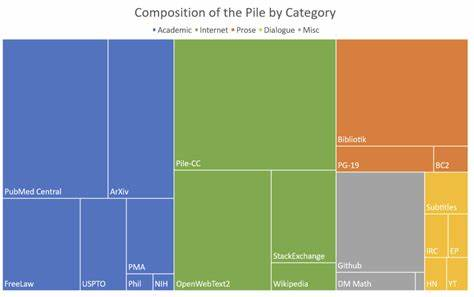 Composition of the Pile by Category
Academic Internet Prose Dialogue Misc
PubMed Central
ArXiv
FreeLaw
USPTO
PMA
Phil
NIH
Pile-CC
OpenWebText2
StackExchange
Wikipedia
Bibliotik
PG-19
BC2
Github
DM Math
Subtitles
IRC
EP
HN
YT